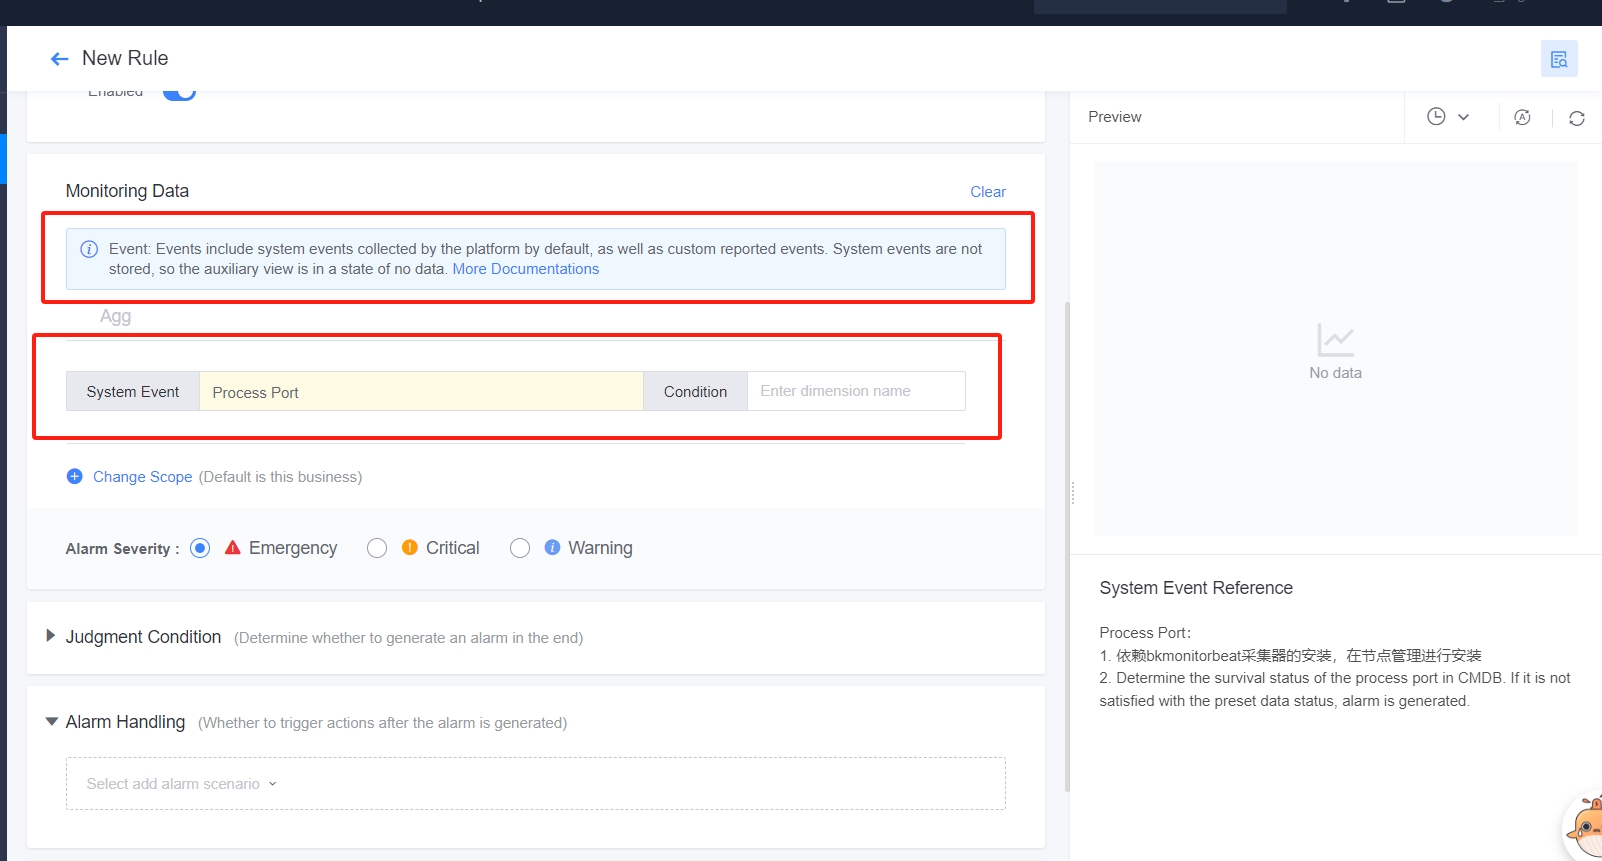 New Rule
Enabled
Preview
Monitoring Data
Clear
Event: Events include system events collected by the platform by default, as well as custom reported events. System events are not
stored, so the auxiliary view is in a state of no data. More Documentations
Agg
System Event
Process Port
Condition
Enter dimension name
No data
Change Scope (Default is this business)
Alarm Severity :
Emergency
Critical
Warning
Judgment Condition (Determine whether to generate an alarm in the end)
Alarm Handling (Whether to trigger actions after the alarm is generated)
Select add alarm scenario
System Event Reference
Process Port：
1. 依赖bkmonitorbeat采集器的安装，在节点管理进行安装
2. Determine the survival status of the process port in CMDB. If it is not
satisfied with the preset data status, alarm is generated.